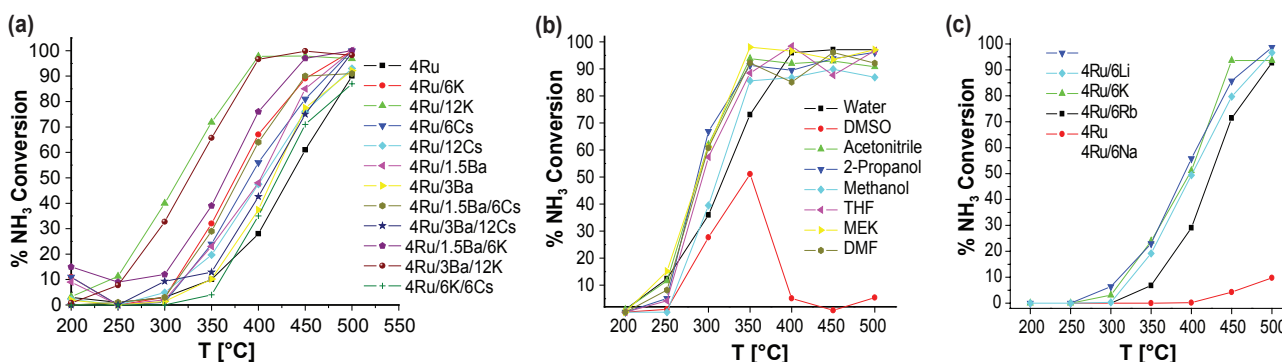 (a)
% NH3 Conversion
100
90
80
70
60
50
40
30
20
10
0
200 250 300 350 400 450 500 550
T [°C]
4Ru
4Ru/6K
4Ru/12K
4Ru/6Cs
4Ru/12Cs
4Ru/1.5Ba
4Ru/3Ba
4Ru/1.5Ba/6Cs
4Ru/3Ba/12Cs
4Ru/1.5Ba/6K
4Ru/3Ba/12K
4Ru/6K/6Cs
(b)
% NH3 Conversion
100
90
80
70
60
50
40
30
20
10
0
200 250 300 350 400 450 500
T [°C]
Water
DMSO
Acetonitrile
2-Propanol
Methanol
THF
MEK
DMF
(c)
% NH3 Conversion
100
90
80
70
60
50
40
30
20
10
0
200 250 300 350 400 450 500
T [°C]
4Ru/6Li
4Ru/6K
4Ru/6Rb
4Ru
4Ru/6Na